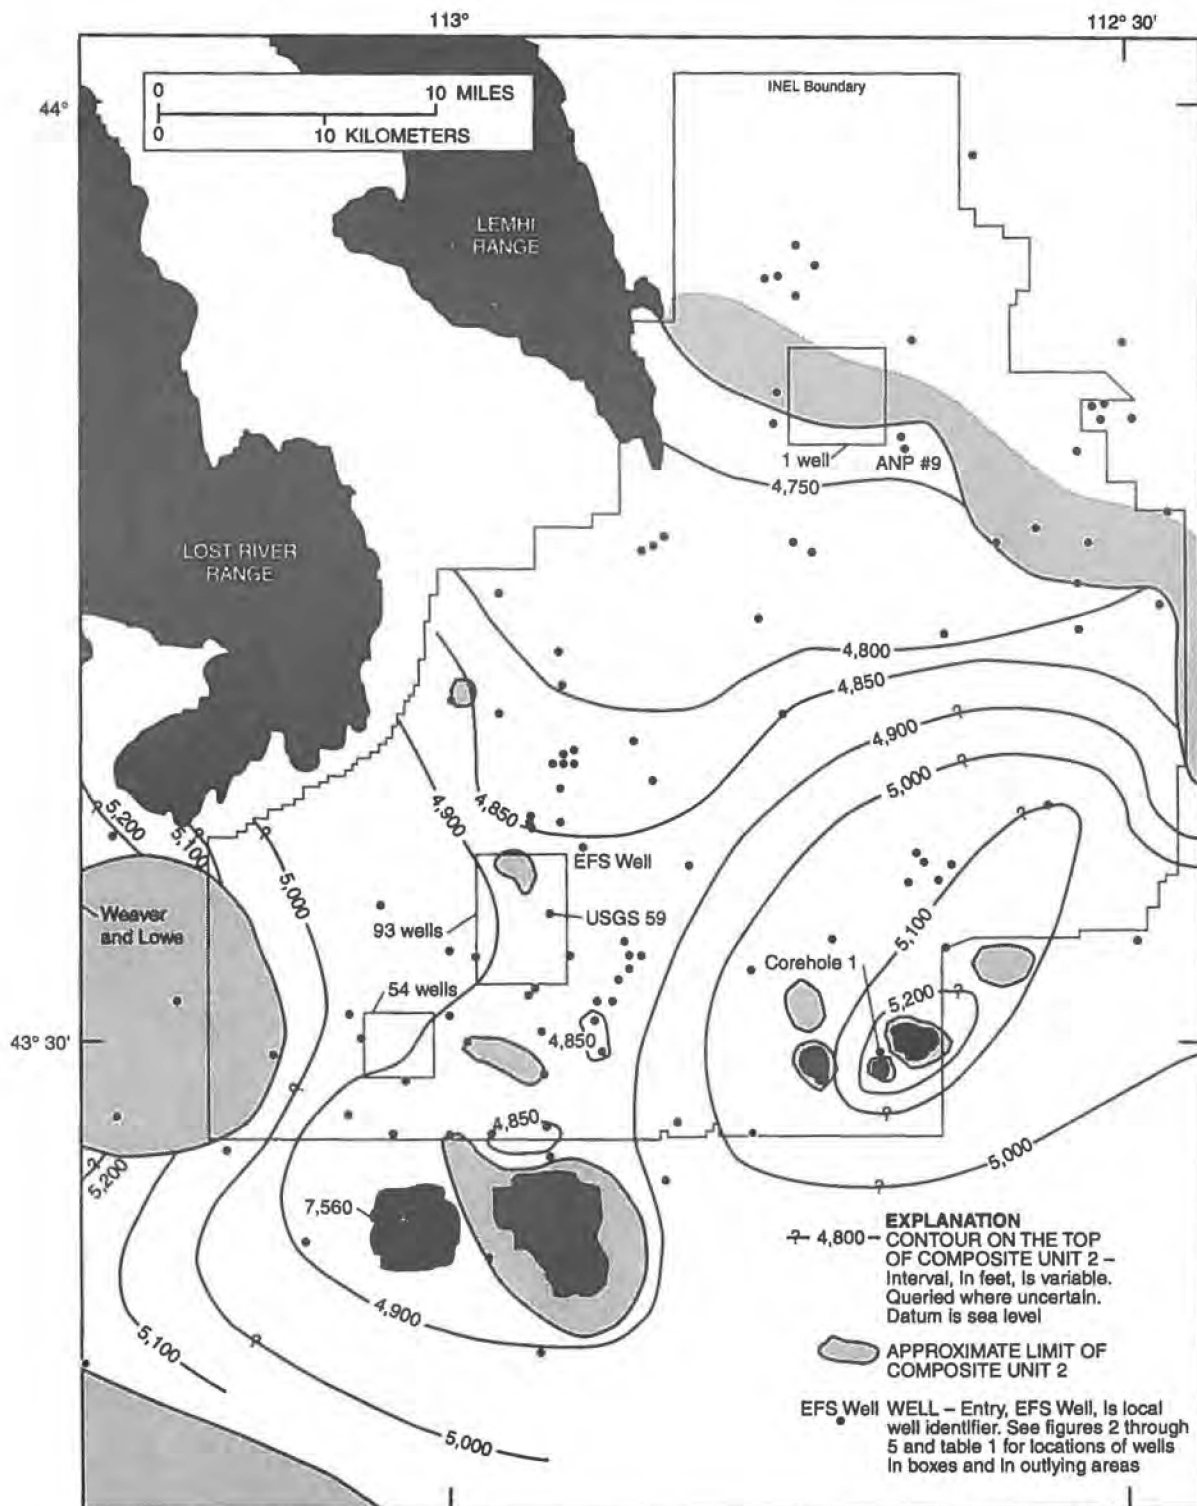 113°
112° 30'
44°
0
10 MILES
0
10 KILOMETERS
INEL Boundary
LEMHI
RANGE
1 well
ANP #9
4,750
LOST RIVER
RANGE
4,800
4,850
4,900
?
5,000
?
4,900
4,850
?
5,200
?
5,100
?
5,000
?
5,100
EFS Well
Weaver
and Lowe
93 wells
USGS 59
54 wells
Corehole 1
5,200
?
43° 30'
4,850
?
?
4,850
?
5,200
5,000
?
7,560
4,900
?
5,100
5,000
EXPLANATION
? 4,800 CONTOUR ON THE TOP
OF COMPOSITE UNIT 2 –
Interval, in feet, is variable.
Queried where uncertain.
Datum is sea level
APPROXIMATE LIMIT OF
COMPOSITE UNIT 2
EFS Well WELL – Entry, EFS Well, is local
well identifier. See figures 2 through
5 and table 1 for locations of wells
in boxes and in outlying areas